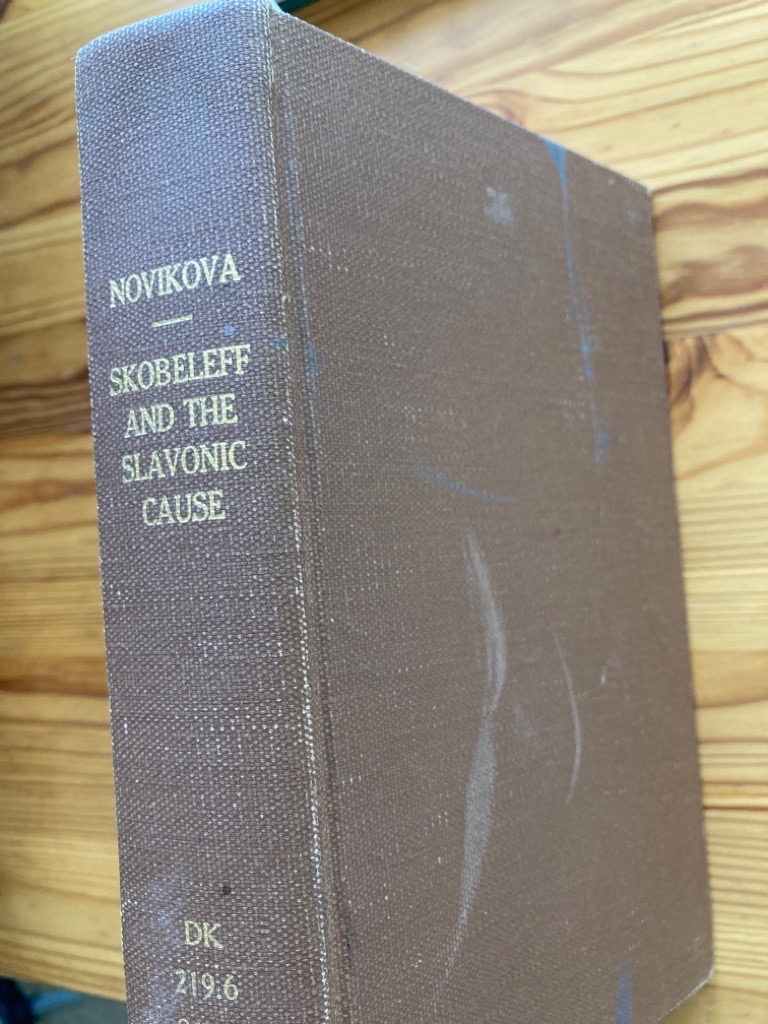 NOVIKOVA
SKOBELEFF
AND THE
SLAVONIC
CAUSE
DK
219.6